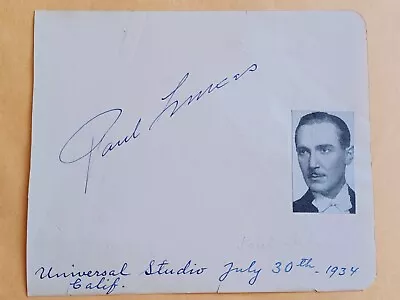 Paul Lukas
Universal Studio July 30th. 1934
Calif.